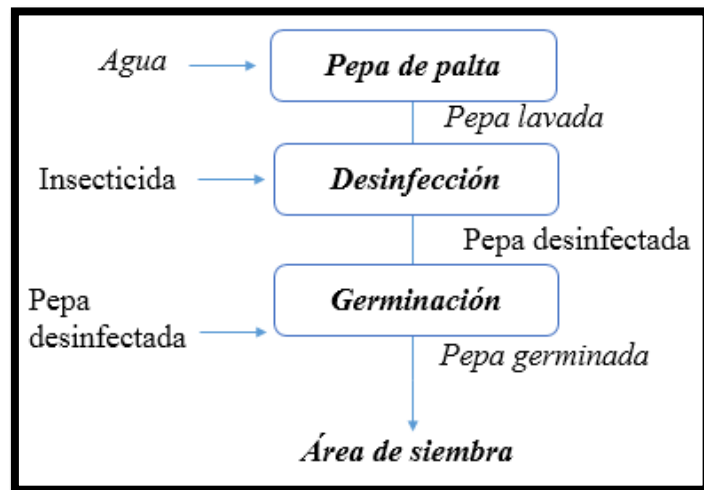 Agua
Pepa de palta
Pepa lavada
Insecticida
Desinfección
Pepa desinfectada
Pepa
desinfectada
Germinación
Pepa germinada
Área de siembra